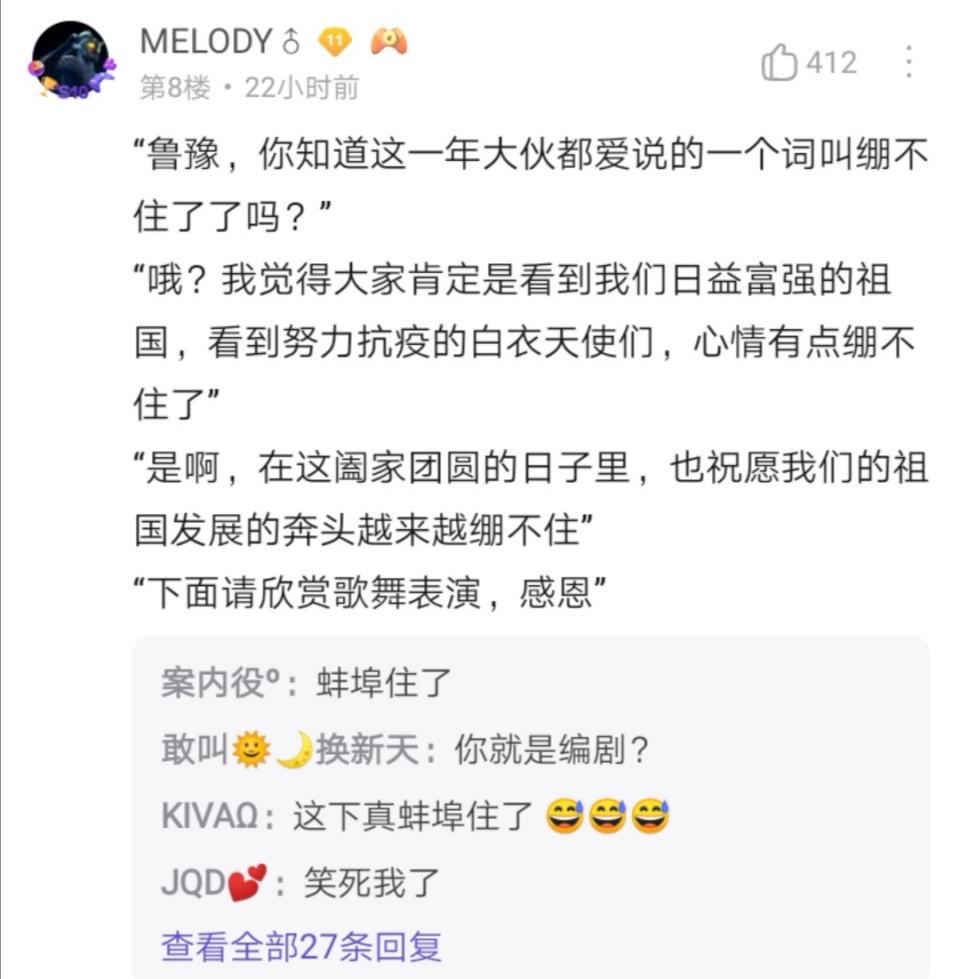 MELODY♂ 11
S10
412
第8楼 • 22小时前
“鲁豫，你知道这一年大伙都爱说的一个词叫绷不
住了了吗？”
“哦？我觉得大家肯定是看到我们日益富强的祖
国，看到努力抗疫的白衣天使们，心情有点绷不
住了”
“是啊，在这阖家团圆的日子里，也祝愿我们的祖
国发展的奔头越来越绷不住”
“下面请欣赏歌舞表演，感恩”
案内役º：蚌埠住了
敢叫🌞🌙换新天：你就是编剧？
KIVAΩ：这下真蚌埠住了 😅😅😅
JQD💕：笑死我了
查看全部27条回复